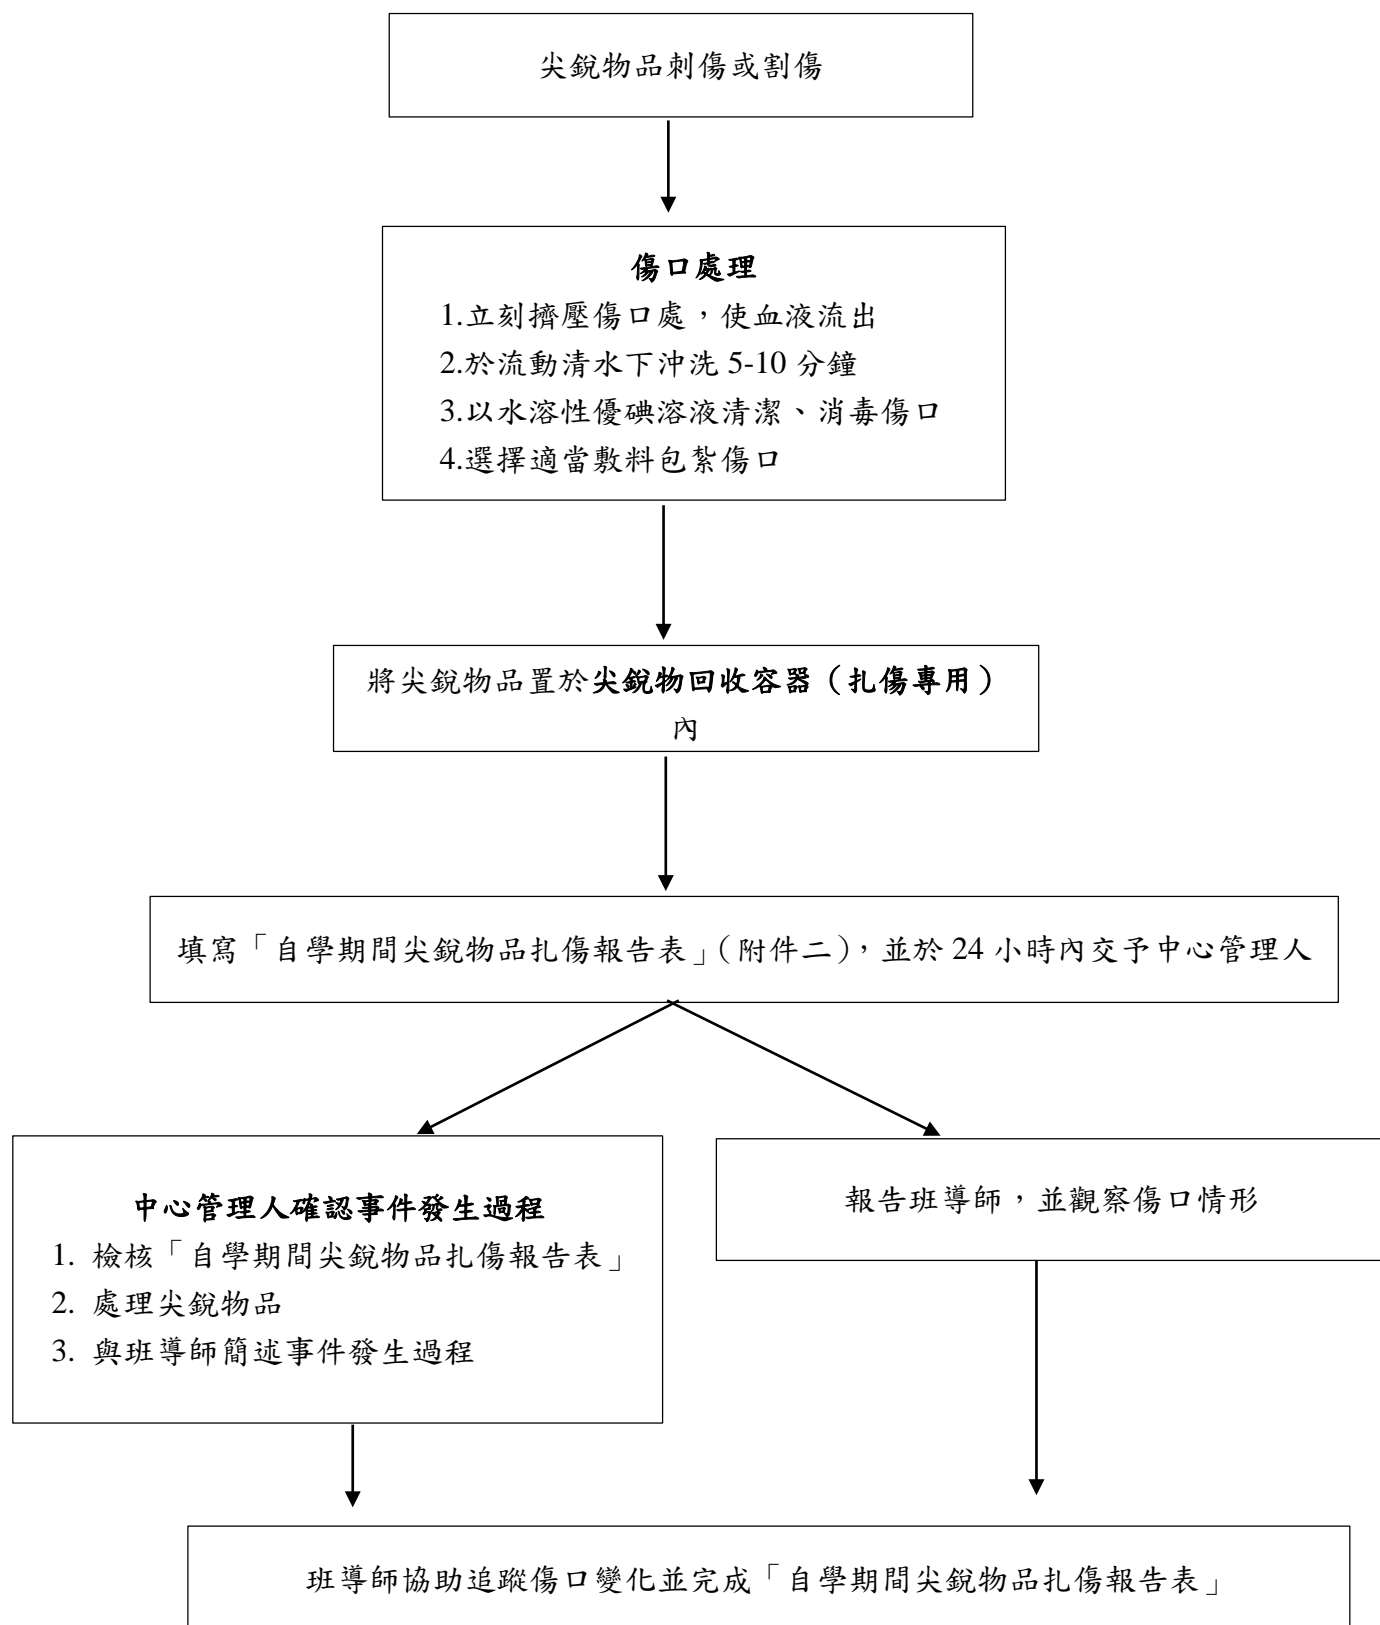 尖銳物品刺傷或割傷
傷口處理
1.立刻擠壓傷口處，使血液流出
2.於流動清水下沖洗 5-10 分鐘
3.以水溶性優碘溶液清潔、消毒傷口
4.選擇適當敷料包紮傷口
將尖銳物品置於尖銳物回收容器（扎傷專用）
內
填寫「自學期間尖銳物品扎傷報告表」（附件二），並於 24 小時內交予中心管理人
中心管理人確認事件發生過程
1. 檢核「自學期間尖銳物品扎傷報告表」
2. 處理尖銳物品
3. 與班導師簡述事件發生過程
報告班導師，並觀察傷口情形
班導師協助追蹤傷口變化並完成「自學期間尖銳物品扎傷報告表」